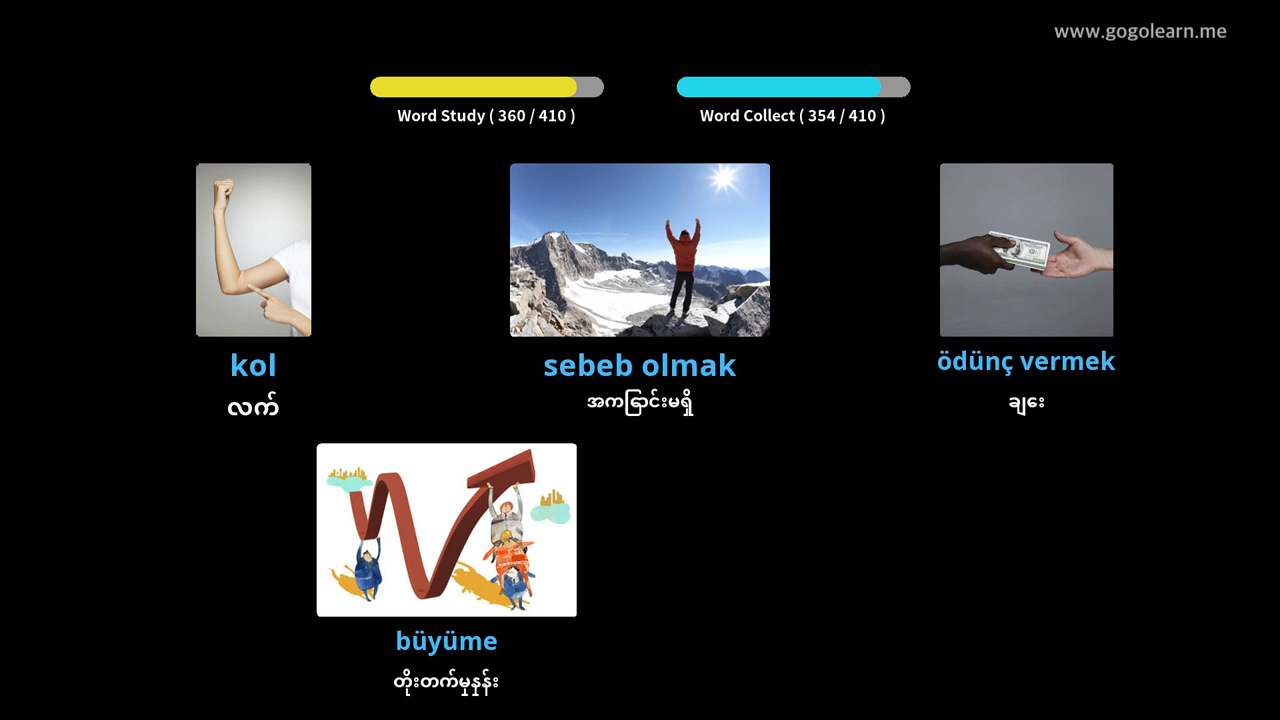 www.gogolearn.me
Word Study ( 360 / 410 )
Word Collect ( 354 / 410 )
kol
လက်
sebeb olmak
အကြောင်းမရှိ
ödünç vermek
ချေး
büyüme
တိုးတက်မှုနှုန်း